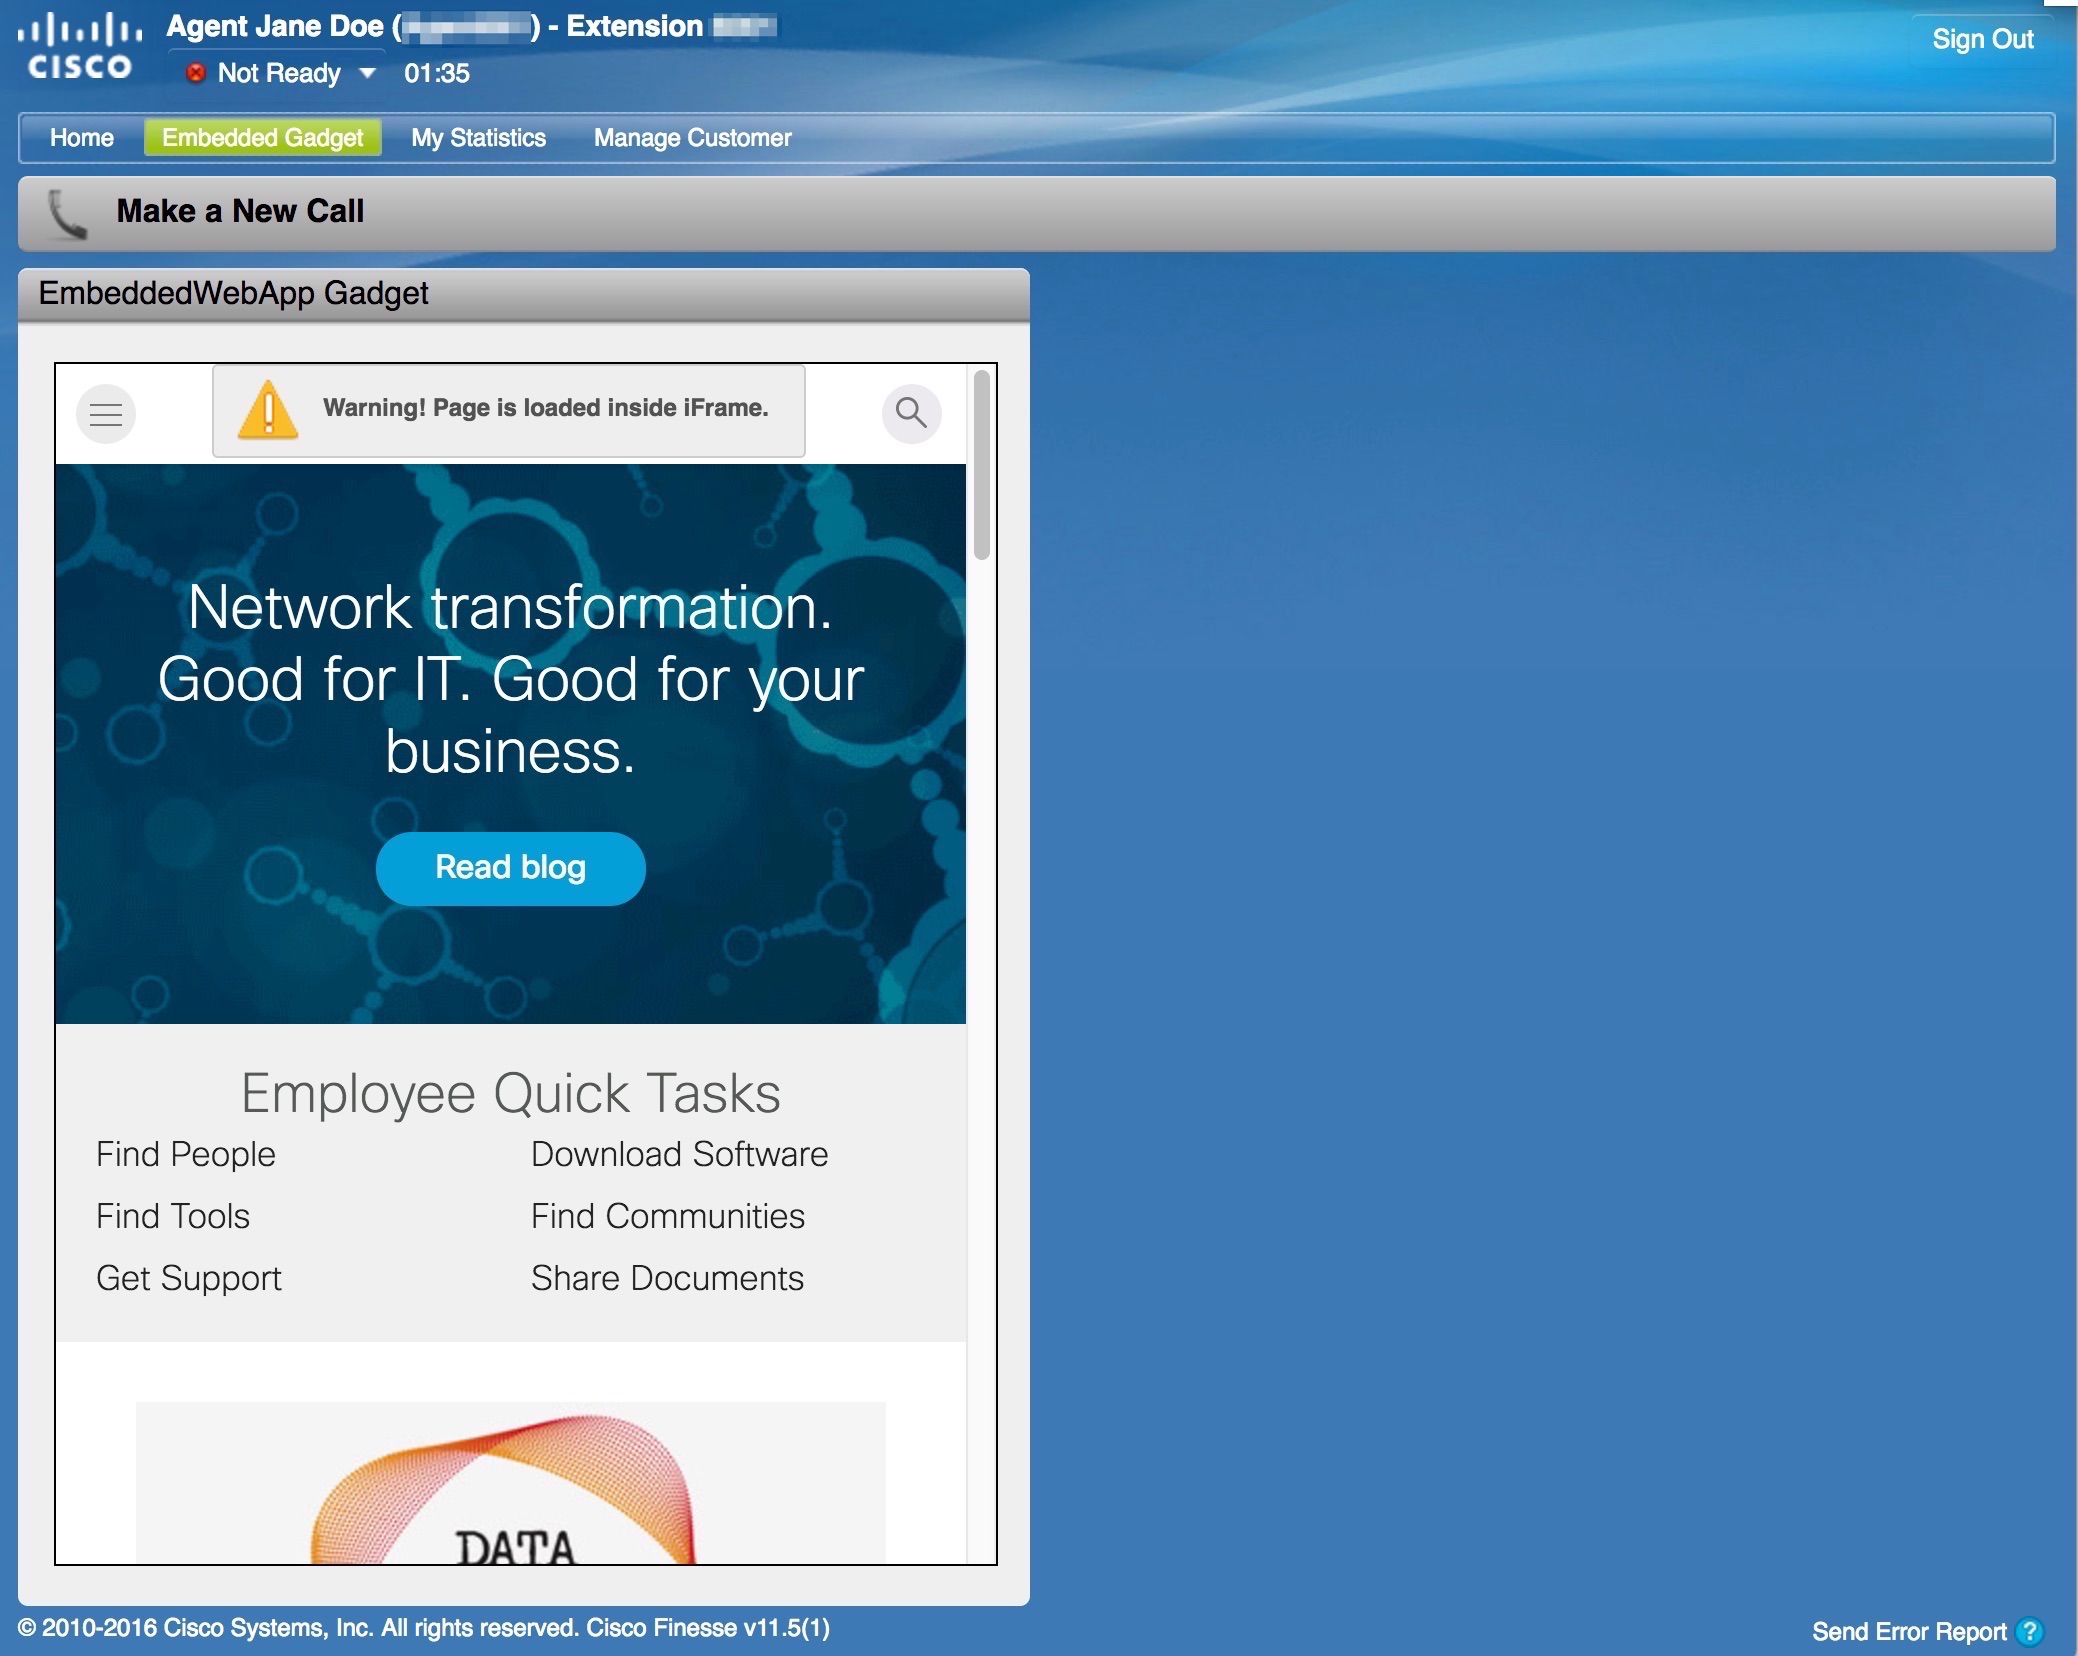 CISCO
Agent Jane Doe ( ) - Extension
Not Ready 01:35
Sign Out
Home Embedded Gadget My Statistics Manage Customer
Make a New Call
EmbeddedWebApp Gadget
Warning! Page is loaded inside iFrame.
Network transformation.
Good for IT. Good for your
business.
Read blog
Employee Quick Tasks
Find People Download Software
Find Tools Find Communities
Get Support Share Documents
DATA
© 2010-2016 Cisco Systems, Inc. All rights reserved. Cisco Finesse v11.5(1)
Send Error Report ?